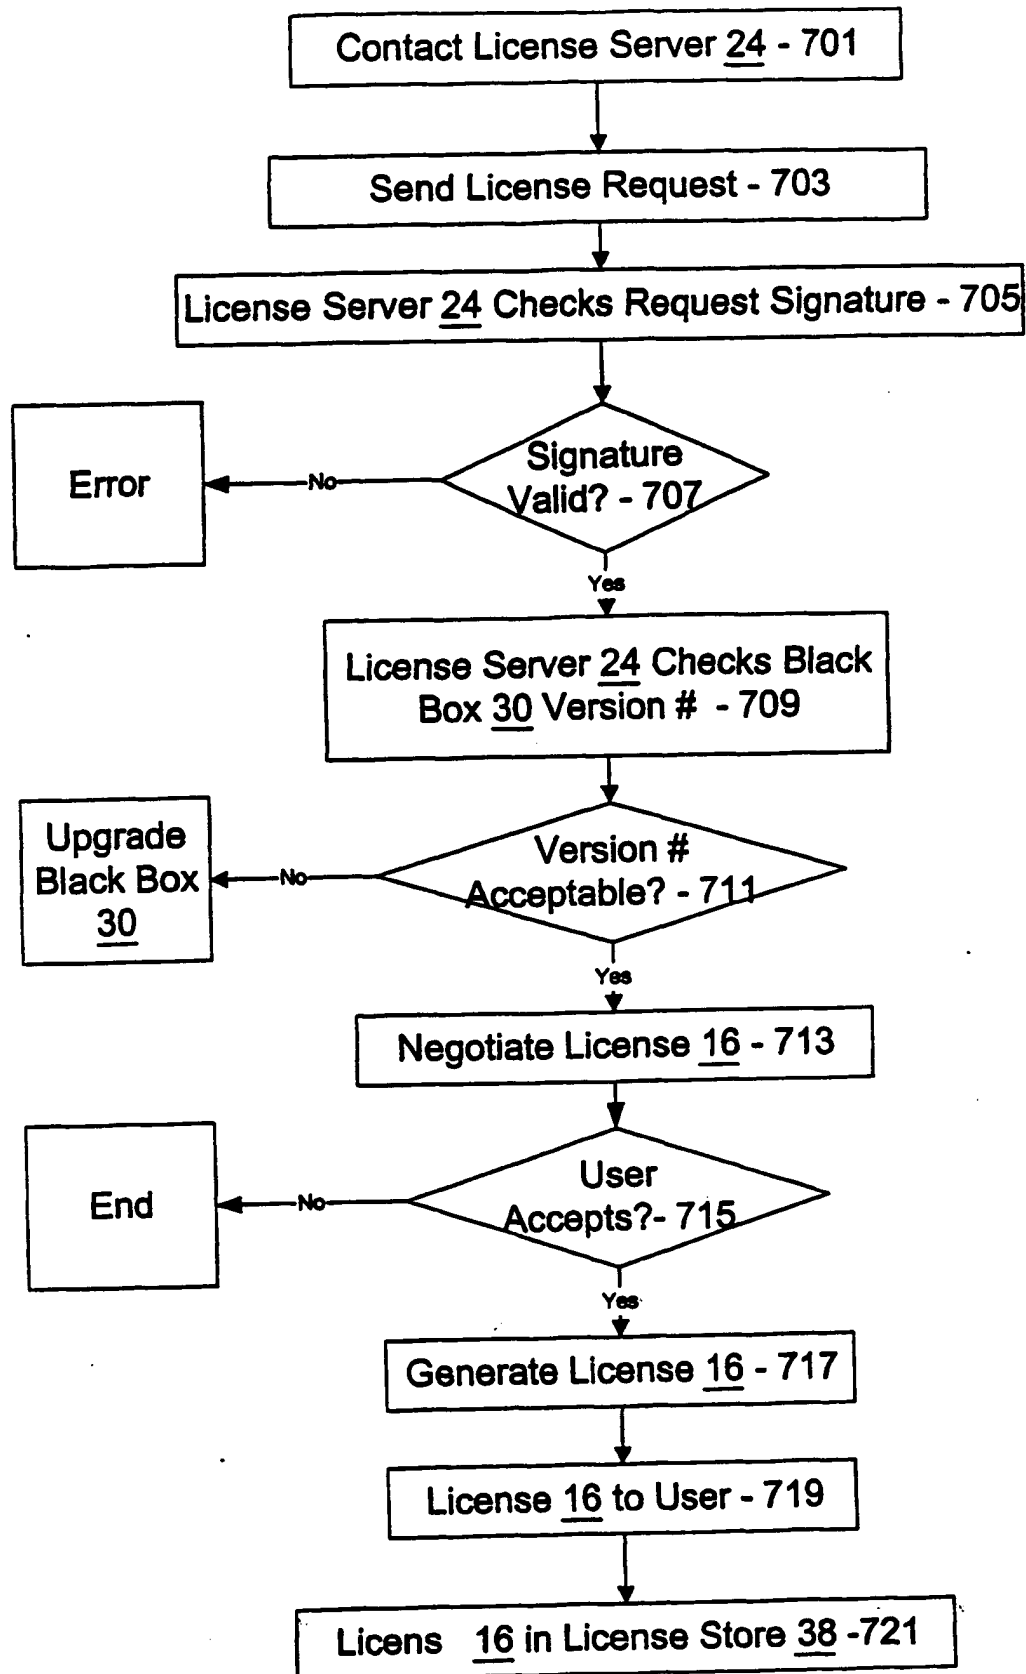 Contact License Server 24 - 701
Send License Request - 703
License Server 24 Checks Request Signature - 705
Signature
Valid? - 707
No
Error
Yes
License Server 24 Checks Black
Box 30 Version # - 709
Version #
Acceptable? - 711
No
Upgrade
Black Box
30
Yes
Negotiate License 16 - 713
User
Accepts?- 715
No
End
Yes
Generate License 16 - 717
License 16 to User - 719
Licens 16 in License Store 38 -721